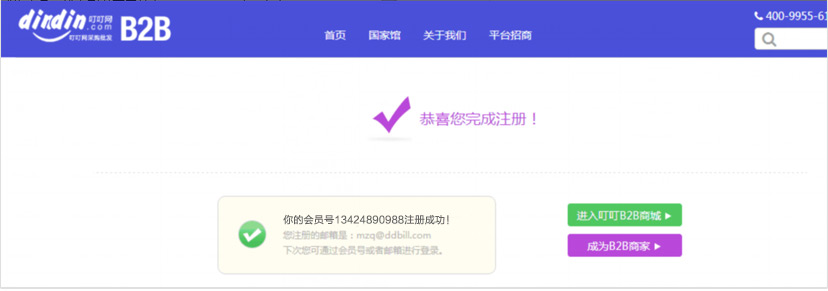 dindin 叮叮网
.com
叮叮网采购批发
B2B
首页 国家馆 关于我们 平台招商
400-9955-61
恭喜您完成注册！
你的会员号13424890988注册成功！
您注册的邮箱是：mzq@ddbill.com
下次您可通过会员号或者邮箱进行登录。
进入叮叮B2B商城
成为B2B商家